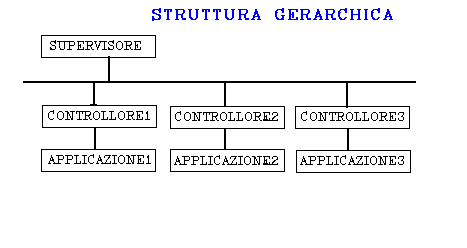 STRUTTURA GERARCHICA
SUPERVISORE
CONTROLLORE1 CONTROLLORE2 CONTROLLORE3
APPLICAZIONE1 APPLICAZIONE2 APPLICAZIONE3